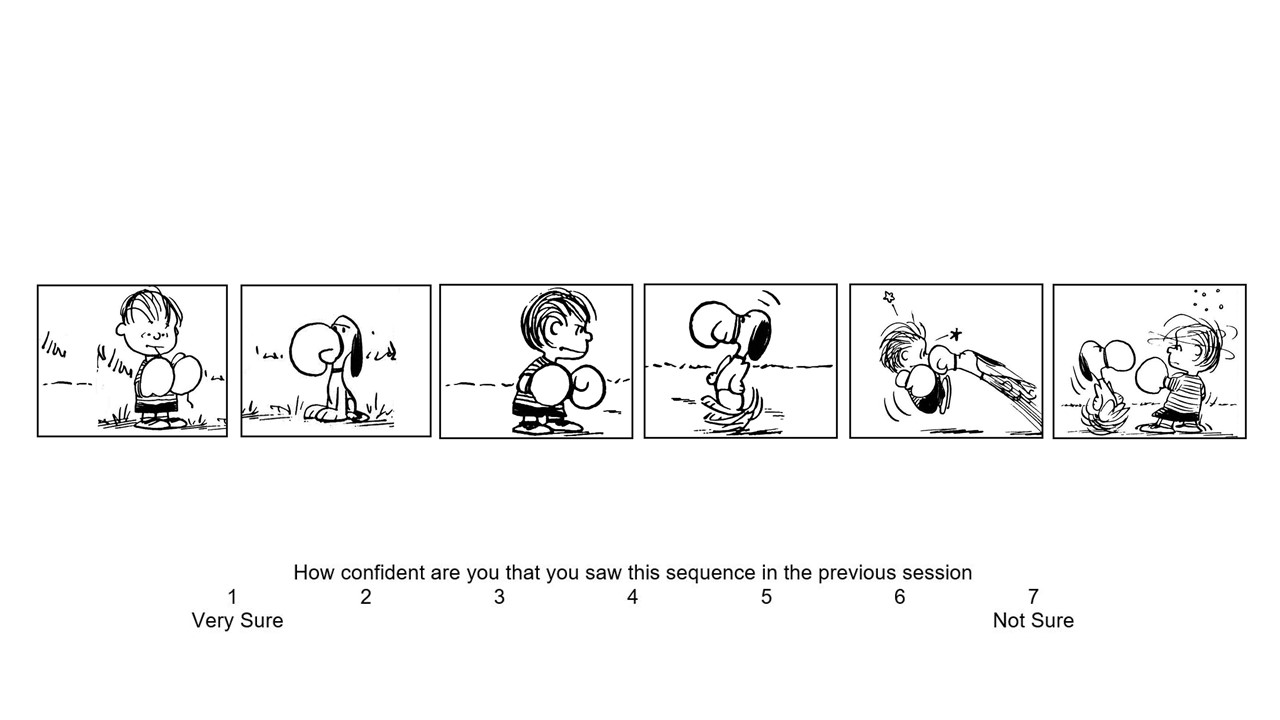 How confident are you that you saw this sequence in the previous session
1 2 3 4 5 6 7
Very Sure Not Sure